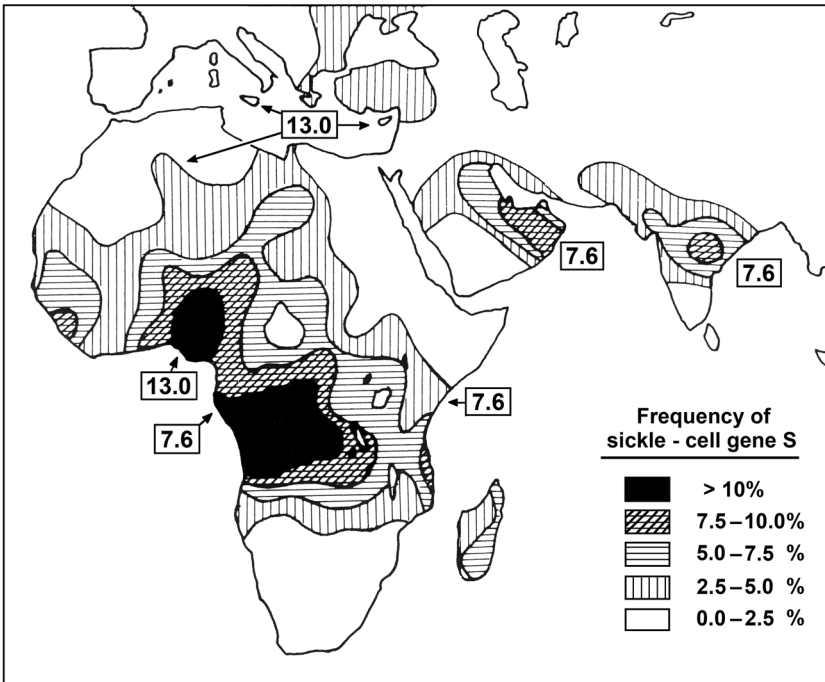 13.0
7.6
7.6
13.0
7.6
7.6
Frequency of
sickle - cell gene S
> 10%
7.5 – 10.0%
5.0 – 7.5 %
2.5 – 5.0 %
0.0 – 2.5 %